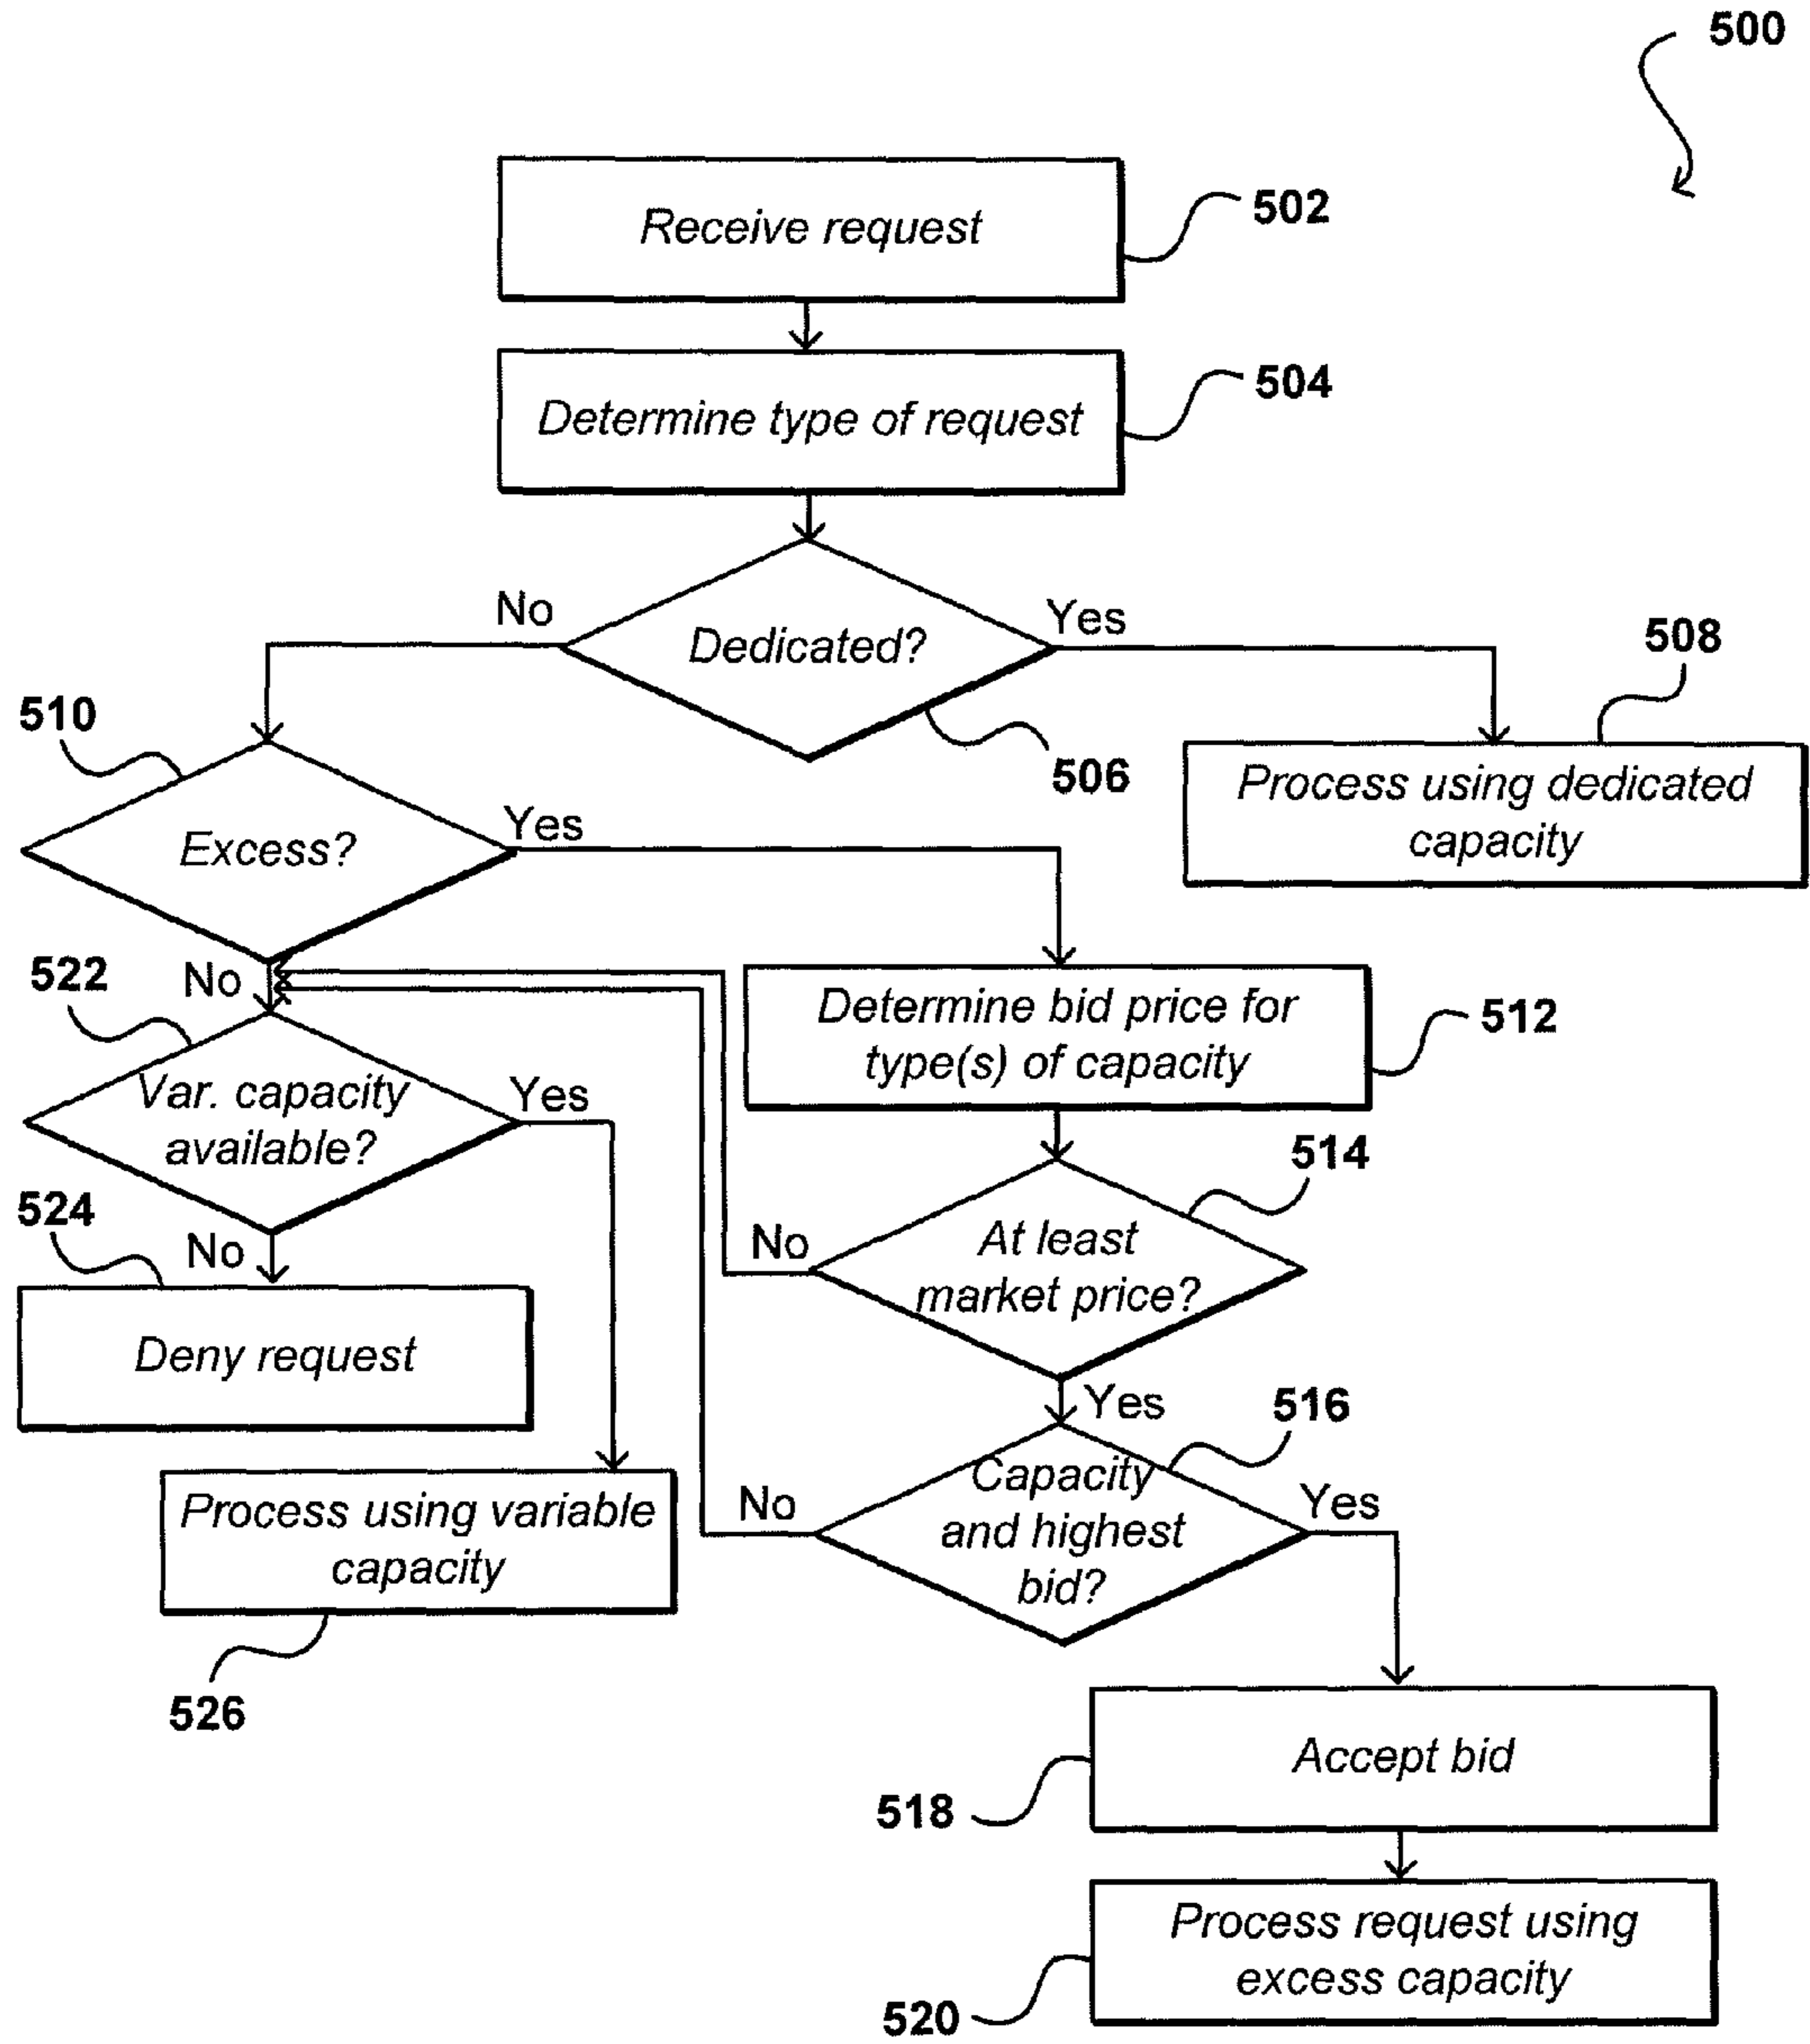 500
Receive request
502
Determine type of request
504
Dedicated?
No
Yes
506
508
Process using dedicated
capacity
510
Excess?
Yes
No
512
Determine bid price for
type(s) of capacity
522
Var. capacity
available?
Yes
No
514
At least
market price?
No
Yes
524
Deny request
516
Capacity
and highest
bid?
No
Yes
Process using variable
capacity
526
Accept bid
518
Process request using
excess capacity
520